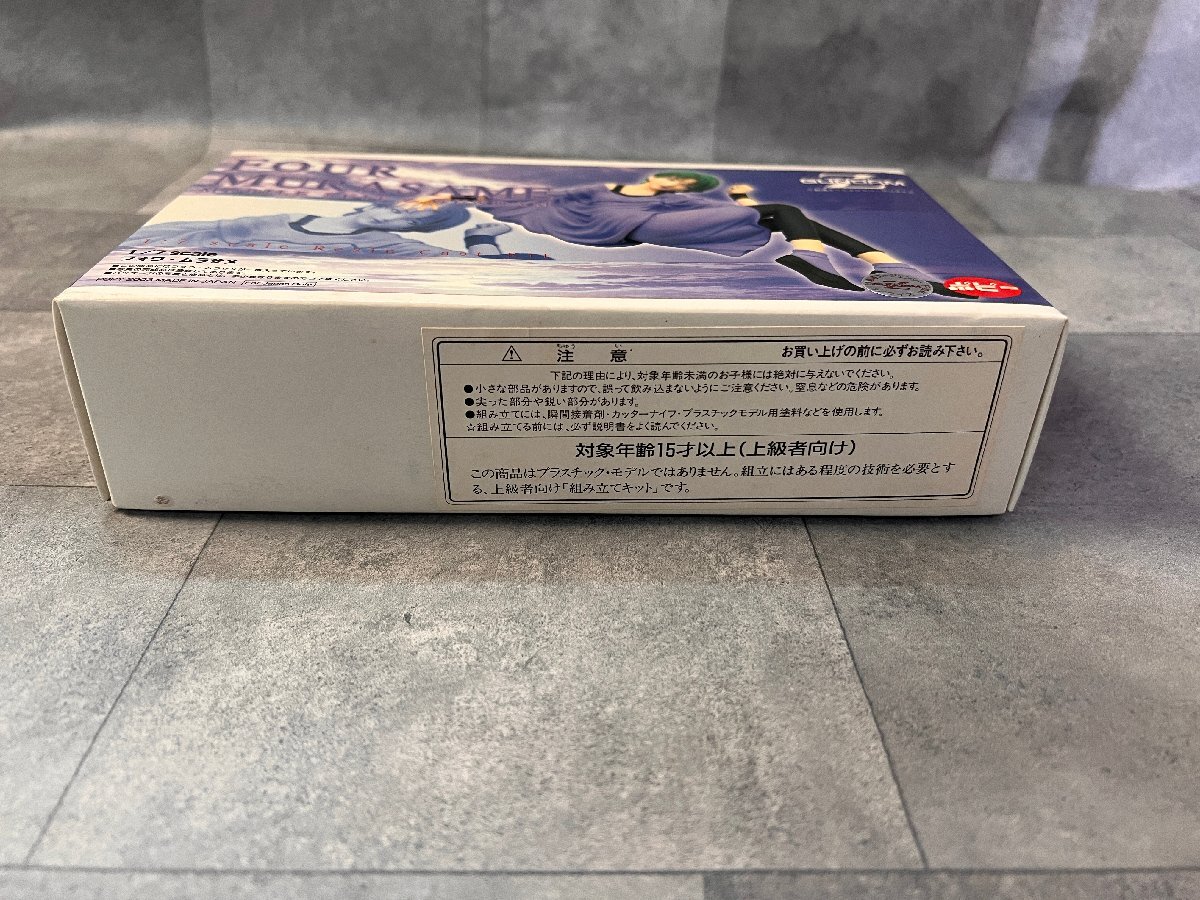 FOUR
MURASAME
1/7 scale Resin Cast Kit
1/7 Scale
フォウ・ムラサメ
MADE IN JAPAN
⚠ 注意 お買い上げの前に必ずお読み下さい。
下記の理由により、対象年齢未満のお子様には絶対に与えないでください。
●小さな部品がありますので、誤って飲み込まないようにご注意ください。窒息などの危険があります。
●尖った部分や鋭い部分があります。
●組み立てには、瞬間接着剤・カッターナイフ・プラスチックモデル用塗料などを使用します。
☆組み立てる前には、必ず説明書をよく読んでください。
対象年齢15才以上(上級者向け)
この商品はプラスチック・モデルではありません。組立にはある程度の技術を必要とす
る、上級者向け「組み立てキット」です。